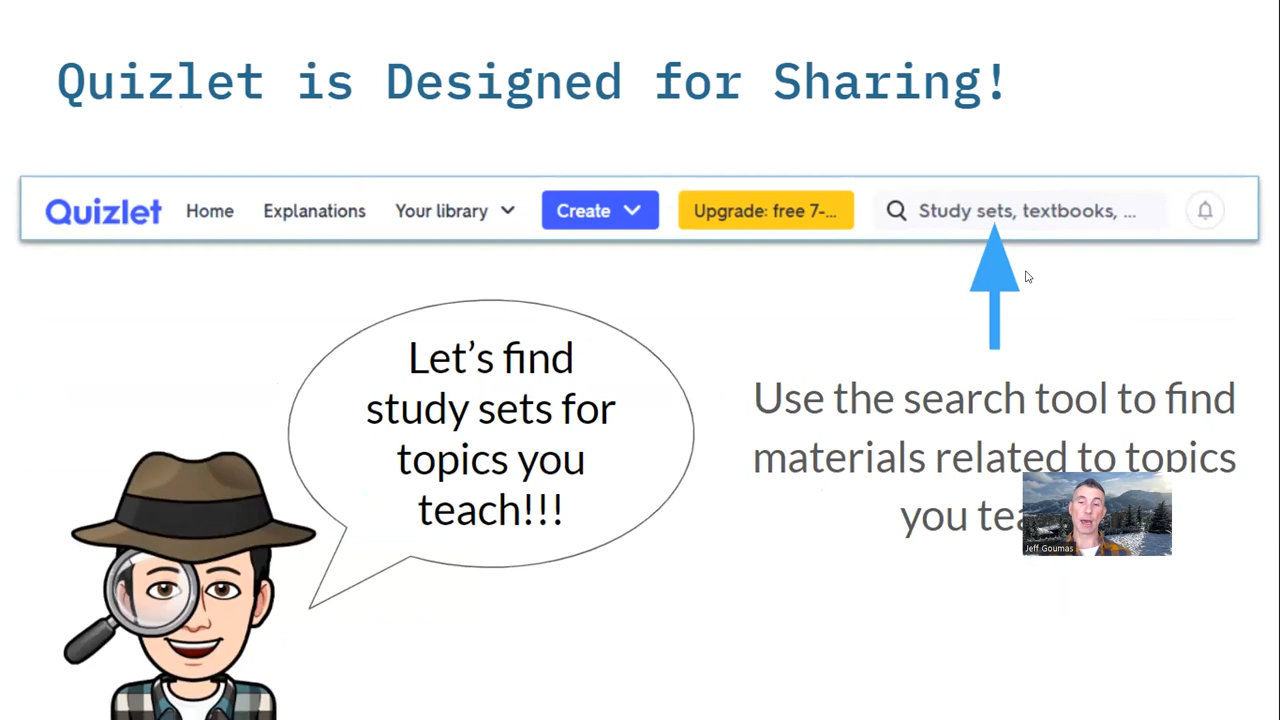 Quizlet is Designed for Sharing!
Quizlet Home Explanations Your library Create Upgrade: free 7-... Study sets, textbooks, ...
Let's find
study sets for
topics you
teach!!!
Use the search tool to find
materials related to topics
you
Jeff Goumas